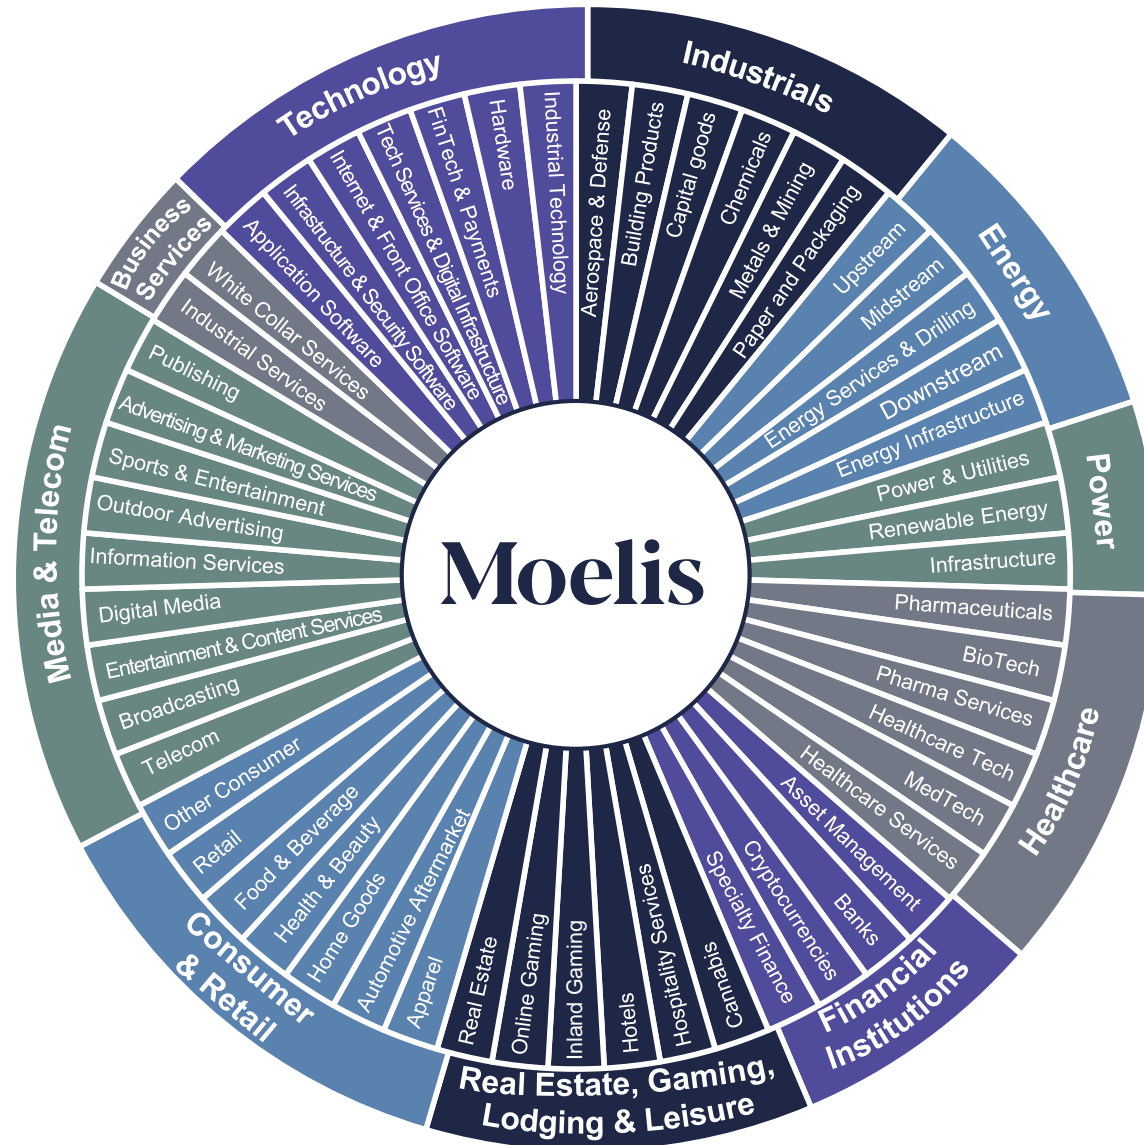 Moelis
Industrials
Aerospace & Defense
Building Products
Capital goods
Chemicals
Metals & Mining
Paper and Packaging
Energy
Upstream
Midstream
Energy Services & Drilling
Downstream
Energy Infrastructure
Power
Power & Utilities
Renewable Energy
Infrastructure
Healthcare
Pharmaceuticals
BioTech
Pharma Services
Healthcare Tech
MedTech
Healthcare Services
Financial
Institutions
Asset Management
Banks
Cryptocurrencies
Specialty Finance
Real Estate, Gaming,
Lodging & Leisure
Cannabis
Hospitality Services
Hotels
Inland Gaming
Online Gaming
Real Estate
Consumer
& Retail
Apparel
Automotive Aftermarket
Home Goods
Health & Beauty
Food & Beverage
Retail
Other Consumer
Media & Telecom
Telecom
Broadcasting
Entertainment & Content Services
Digital Media
Information Services
Outdoor Advertising
Sports & Entertainment
Advertising & Marketing Services
Publishing
Business
Services
Industrial Services
White Collar Services
Technology
Application Software
Infrastructure & Security Software
Internet & Front Office Software
Tech Services & Digital Infrastructure
FinTech & Payments
Hardware
Industrial Technology